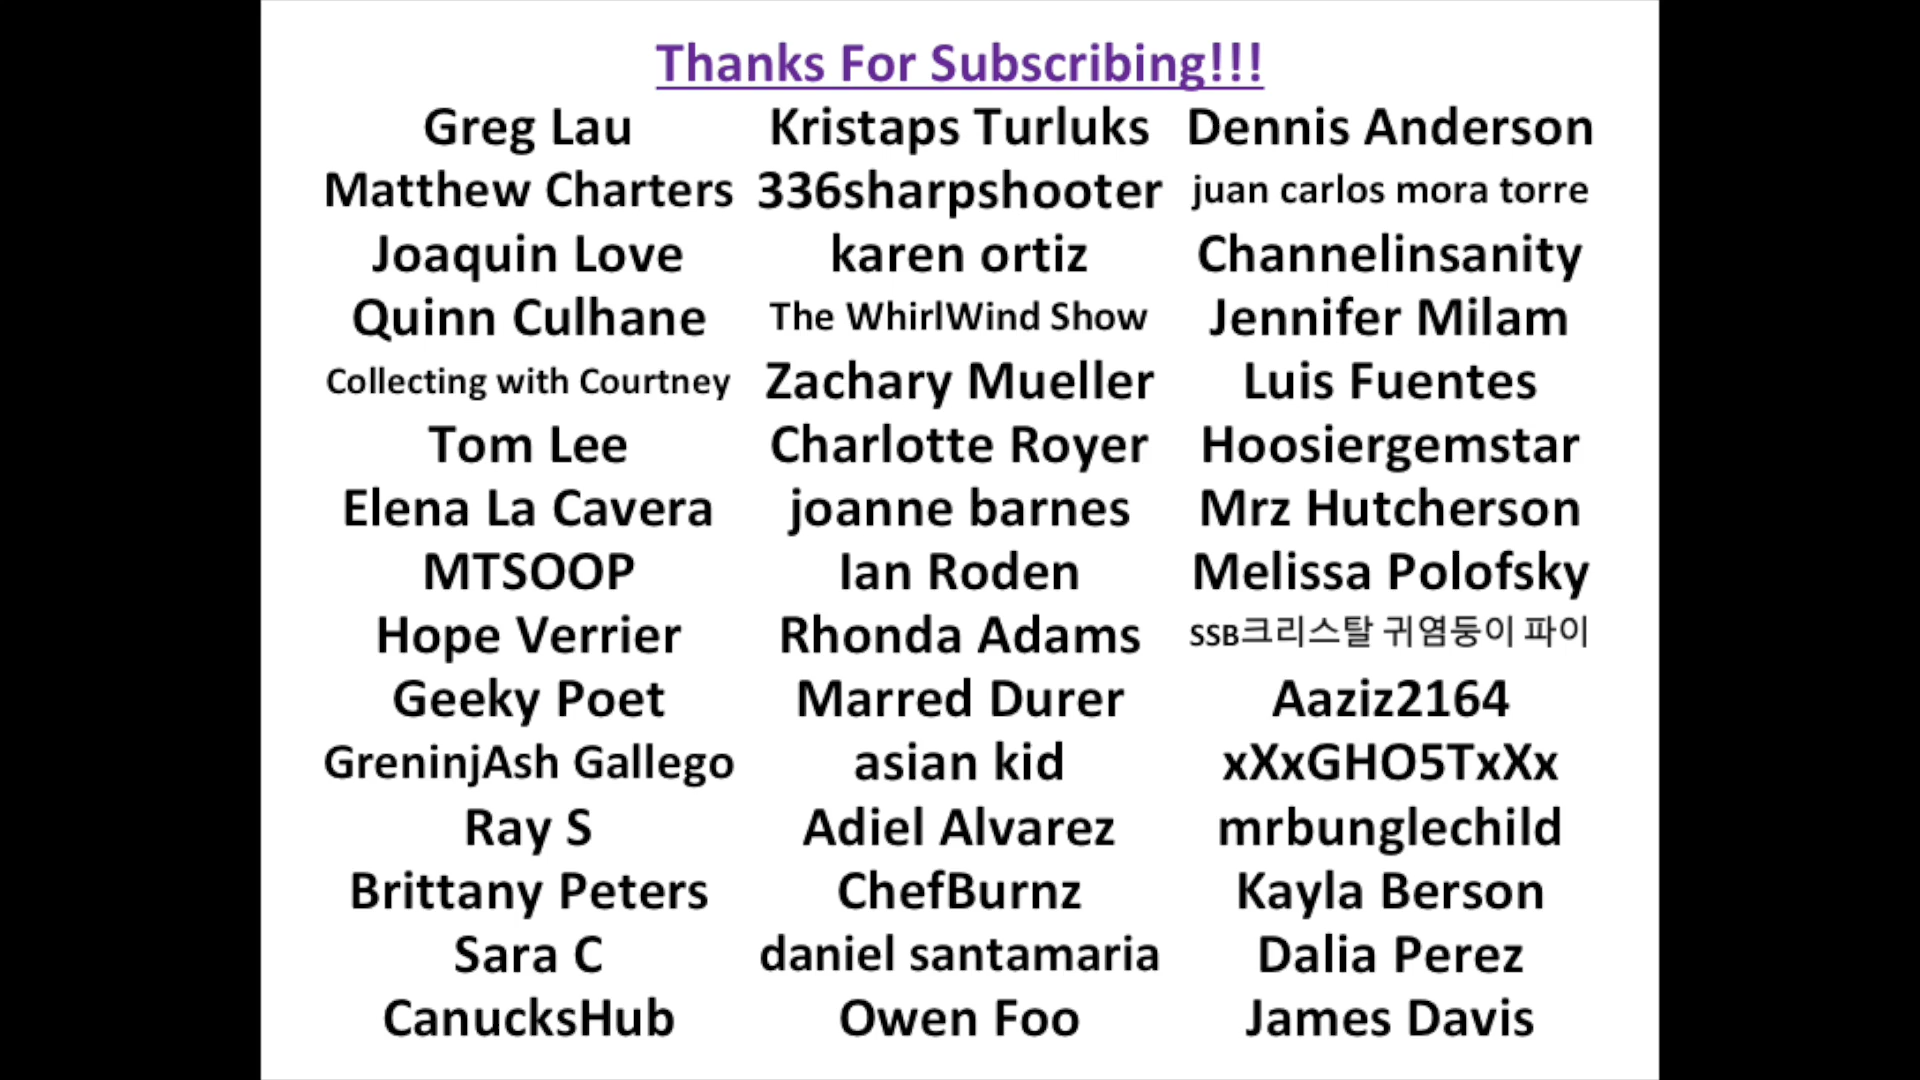 Thanks For Subscribing!!!
Greg Lau Kristaps Turluks Dennis Anderson
Matthew Charters 336sharpshooter juan carlos mora torre
Joaquin Love karen ortiz Channelinsanity
Quinn Culhane The WhirlWind Show Jennifer Milam
Collecting with Courtney Zachary Mueller Luis Fuentes
Tom Lee Charlotte Royer Hoosiergemstar
Elena La Cavera joanne barnes Mrz Hutcherson
MTSOOP Ian Roden Melissa Polofsky
Hope Verrier Rhonda Adams SSB크리스탈 귀염둥이 파이
Geeky Poet Marred Durer Aaziz2164
GreninjAsh Gallego asian kid xXxGHO5TxXx
Ray S Adiel Alvarez mrbunglechild
Brittany Peters ChefBurnz Kayla Berson
Sara C daniel santamaria Dalia Perez
CanucksHub Owen Foo James Davis